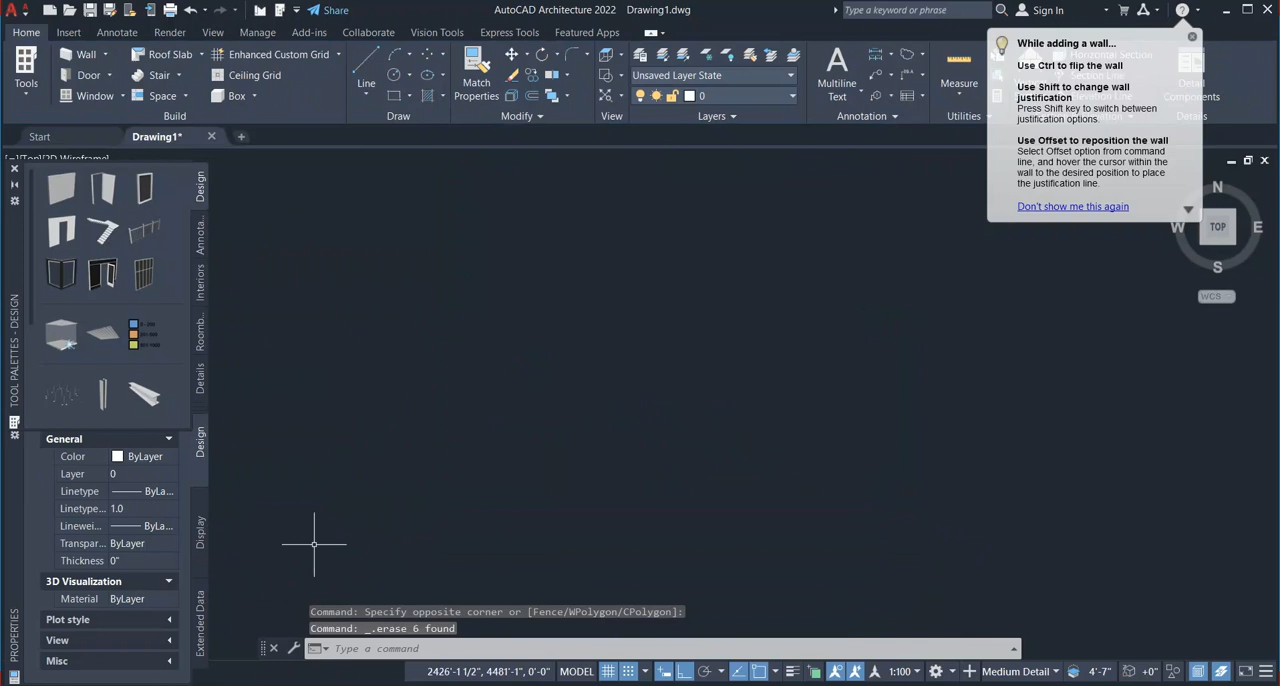 Share
AutoCAD Architecture 2022 Drawing1.dwg
Type a keyword or phrase
Sign In
Home Insert Annotate Render View Manage Add-ins Collaborate Vision Tools Express Tools Featured Apps
Tools
Wall
Door
Window
Roof Slab
Stair
Space
Enhanced Custom Grid
Ceiling Grid
Box
Build
Line
Draw
Match
Properties
Modify
View
Unsaved Layer State
0
Layers
Multiline
Text
Annotation
Measure
Utilities
Horizontal Section
Section Line
Components
Details
While adding a wall...
Use Ctrl to flip the wall
Use Shift to change wall
justification
Press Shift key to switch between
justification options.
Use Offset to reposition the wall
Select Offset option from command
line, and hover the cursor within the
wall to the desired position to place
the justification line.
Don't show me this again
Start
Drawing1*
[−][Top][2D Wireframe]
N
W TOP E
S
WCS
TOOL PALETTES - DESIGN
Design
Annota...
Interiors
Roomb...
Details
PROPERTIES
Design
Display
Extended Data
General
Color ByLayer
Layer 0
Linetype ByLa...
Linetype... 1.0
Linewei... ByLa...
Transpar... ByLayer
Thickness 0"
3D Visualization
Material ByLayer
Plot style
View
Misc
Command: Specify opposite corner or [Fence/WPolygon/CPolygon]:
Command: _.erase 6 found
Type a command
2426'-1 1/2", 4481'-1", 0'-0" MODEL 1:100 Medium Detail 4'-7" +0"